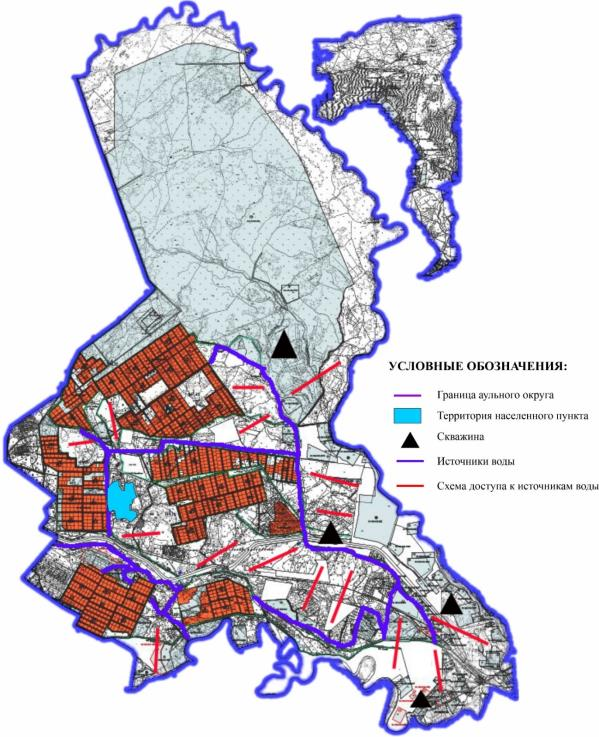 УСЛОВНЫЕ ОБОЗНАЧЕНИЯ:
Граница аульного округа
Территория населенного пункта
Скважина
Источники воды
Схема доступа к источникам воды